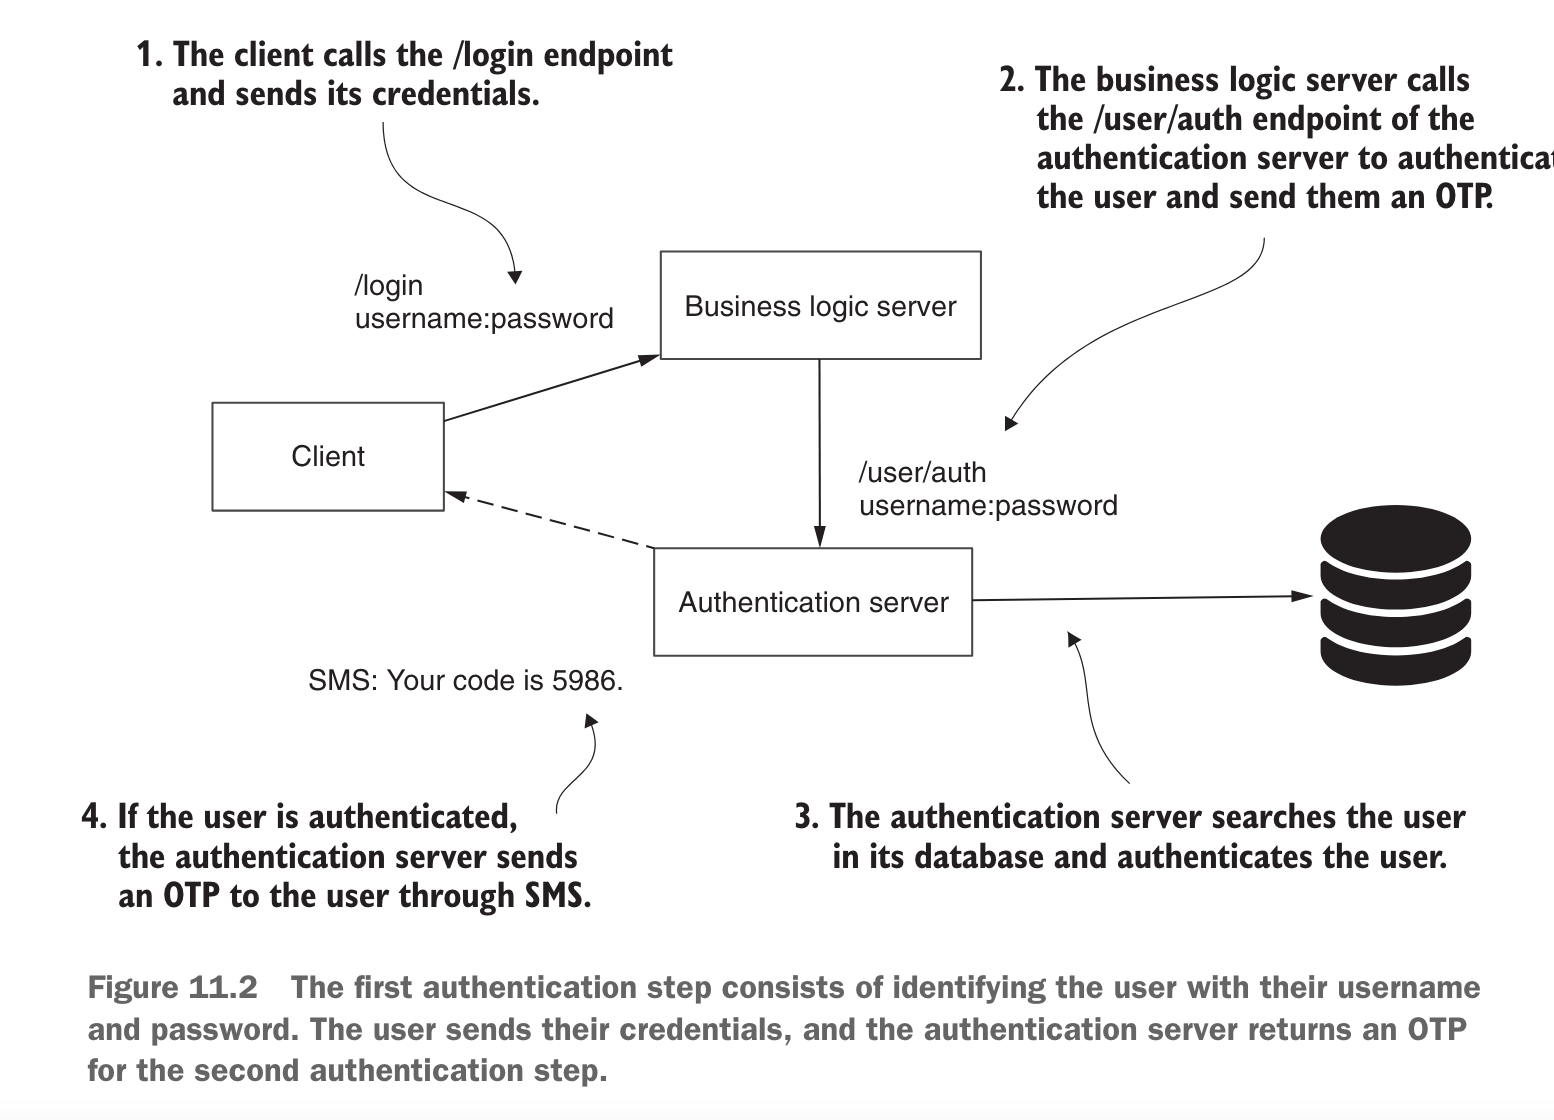 1. The client calls the /login endpoint
and sends its credentials.
2. The business logic server calls
the /user/auth endpoint of the
authentication server to authenticat
the user and send them an OTP.
/login
username:password
Business logic server
Client
/user/auth
username:password
Authentication server
SMS: Your code is 5986.
4. If the user is authenticated,
the authentication server sends
an OTP to the user through SMS.
3. The authentication server searches the user
in its database and authenticates the user.
Figure 11.2 The first authentication step consists of identifying the user with their username
and password. The user sends their credentials, and the authentication server returns an OTP
for the second authentication step.